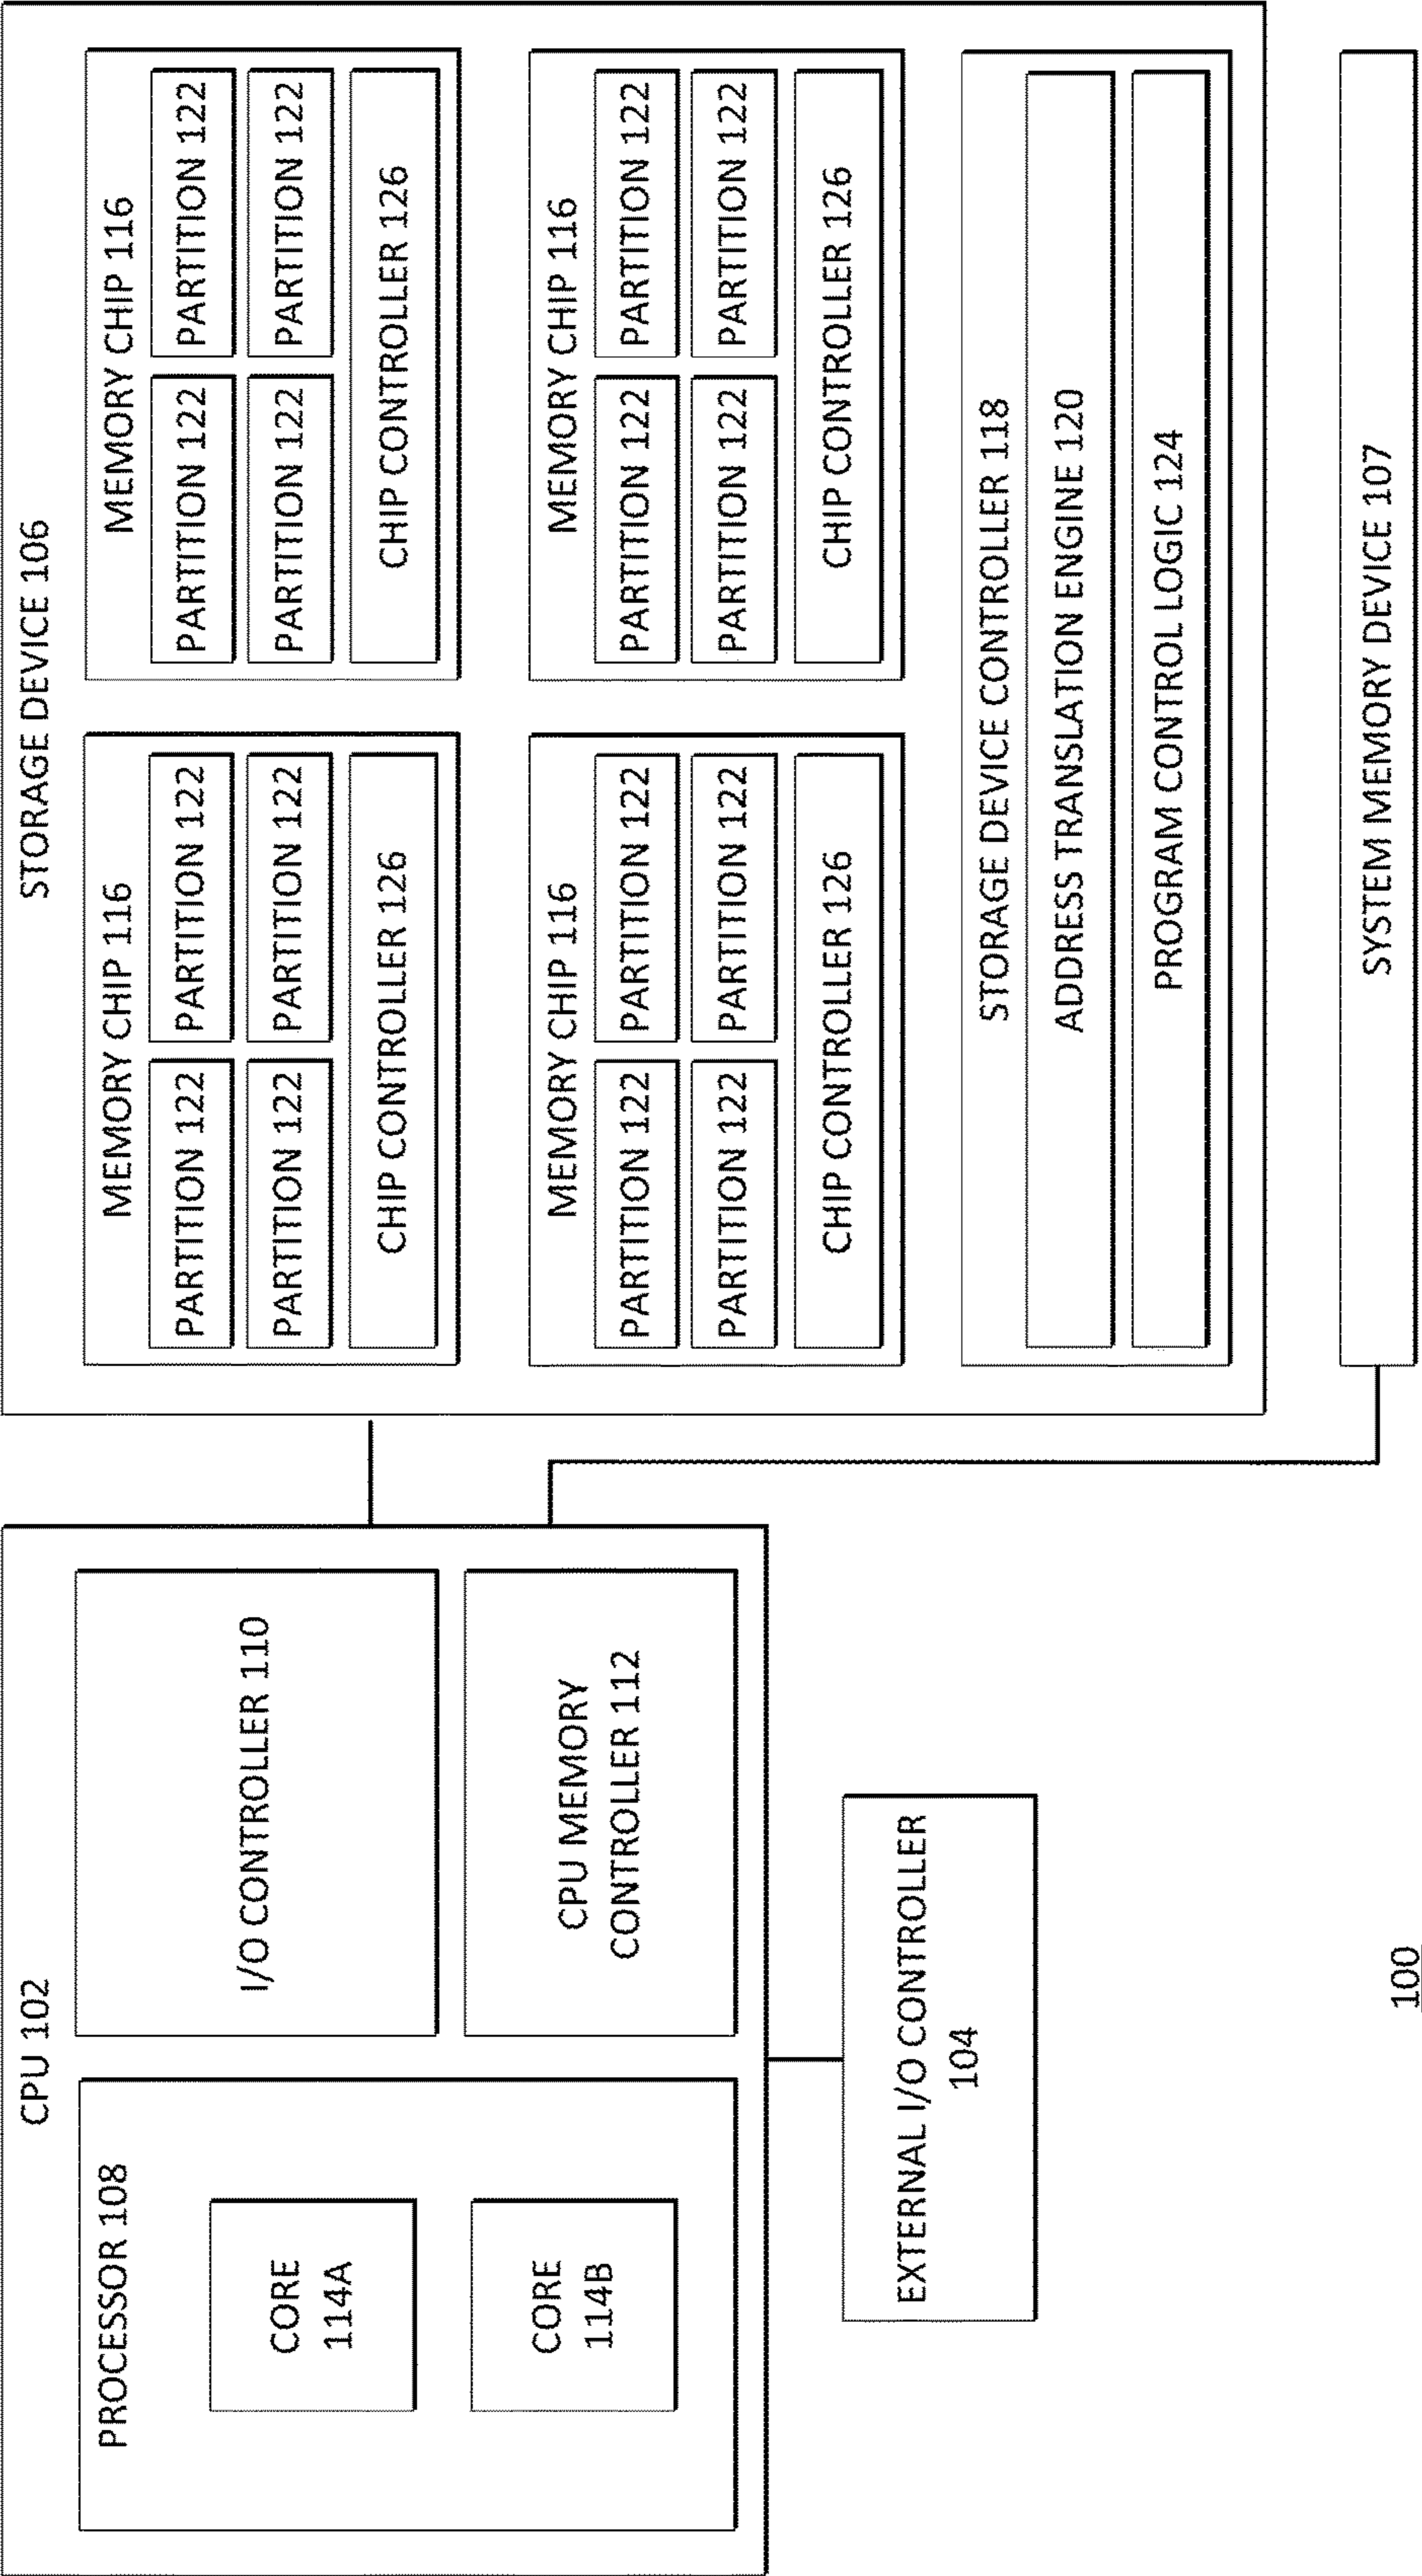 CPU 102
PROCESSOR 108
CORE
114A
CORE
114B
I/O CONTROLLER 110
CPU MEMORY
CONTROLLER 112
EXTERNAL I/O CONTROLLER
104
STORAGE DEVICE 106
MEMORY CHIP 116
PARTITION 122
PARTITION 122
PARTITION 122
PARTITION 122
CHIP CONTROLLER 126
MEMORY CHIP 116
PARTITION 122
PARTITION 122
PARTITION 122
PARTITION 122
CHIP CONTROLLER 126
MEMORY CHIP 116
PARTITION 122
PARTITION 122
PARTITION 122
PARTITION 122
CHIP CONTROLLER 126
MEMORY CHIP 116
PARTITION 122
PARTITION 122
PARTITION 122
PARTITION 122
CHIP CONTROLLER 126
STORAGE DEVICE CONTROLLER 118
ADDRESS TRANSLATION ENGINE 120
PROGRAM CONTROL LOGIC 124
SYSTEM MEMORY DEVICE 107
100